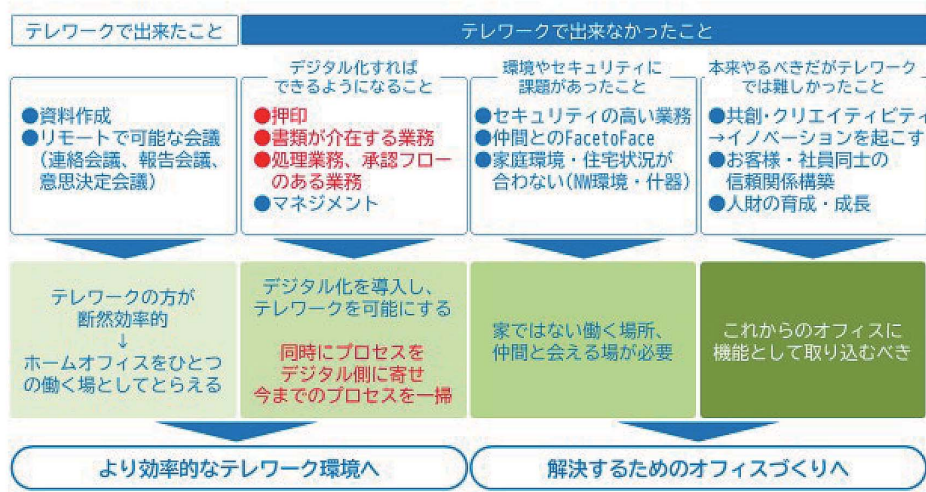 テレワークで出来たこと
テレワークで出来なかったこと
●資料作成
●リモートで可能な会議
(連絡会議、報告会議、
意思決定会議)
デジタル化すれば
できるようになること
●押印
●書類が介在する業務
●処理業務、承認フロー
のある業務
●マネジメント
環境やセキュリティに
課題があったこと
●セキュリティの高い業務
●仲間とのFacetoFace
●家庭環境・住宅状況が
合わない(NW環境・什器)
本来やるべきだがテレワーク
では難しかったこと
●共創・クリエイティビティ
→イノベーションを起こす
●お客様・社員同士の
信頼関係構築
●人財の育成・成長
テレワークの方が
断然効率的
↓
ホームオフィスをひとつ
の働く場としてとらえる
デジタル化を導入し、
テレワークを可能にする
同時にプロセスを
デジタル側に寄せ
今までのプロセスを一掃
家ではない働く場所、
仲間と会える場が必要
これからのオフィスに
機能として取り込むべき
より効率的なテレワーク環境へ
解決するためのオフィスづくりへ